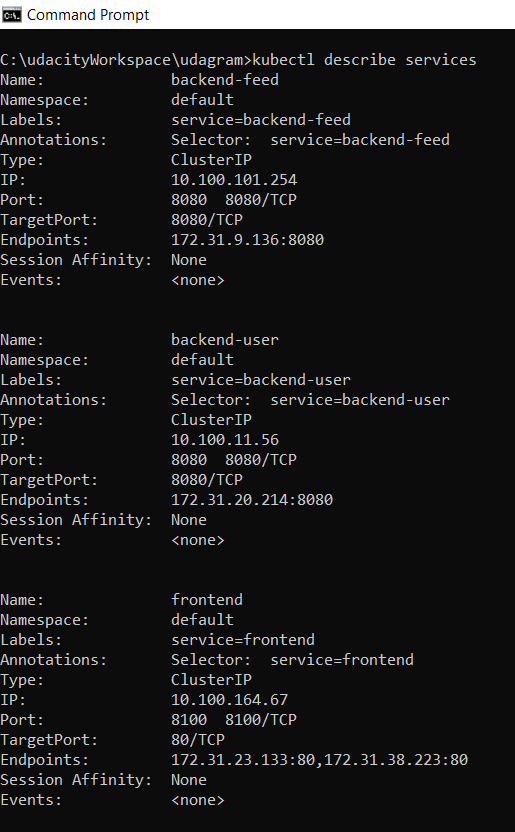 Command Prompt
C:\udacityWorkspace\udagram>kubectl describe services
Name:              backend-feed
Namespace:         default
Labels:            service=backend-feed
Annotations:       Selector:  service=backend-feed
Type:              ClusterIP
IP:                10.100.101.254
Port:              8080  8080/TCP
TargetPort:        8080/TCP
Endpoints:         172.31.9.136:8080
Session Affinity:  None
Events:            <none>
Name:              backend-user
Namespace:         default
Labels:            service=backend-user
Annotations:       Selector:  service=backend-user
Type:              ClusterIP
IP:                10.100.11.56
Port:              8080  8080/TCP
TargetPort:        8080/TCP
Endpoints:         172.31.20.214:8080
Session Affinity:  None
Events:            <none>
Name:              frontend
Namespace:         default
Labels:            service=frontend
Annotations:       Selector:  service=frontend
Type:              ClusterIP
IP:                10.100.164.67
Port:              8100  8100/TCP
TargetPort:        80/TCP
Endpoints:         172.31.23.133:80,172.31.38.223:80
Session Affinity:  None
Events:            <none>